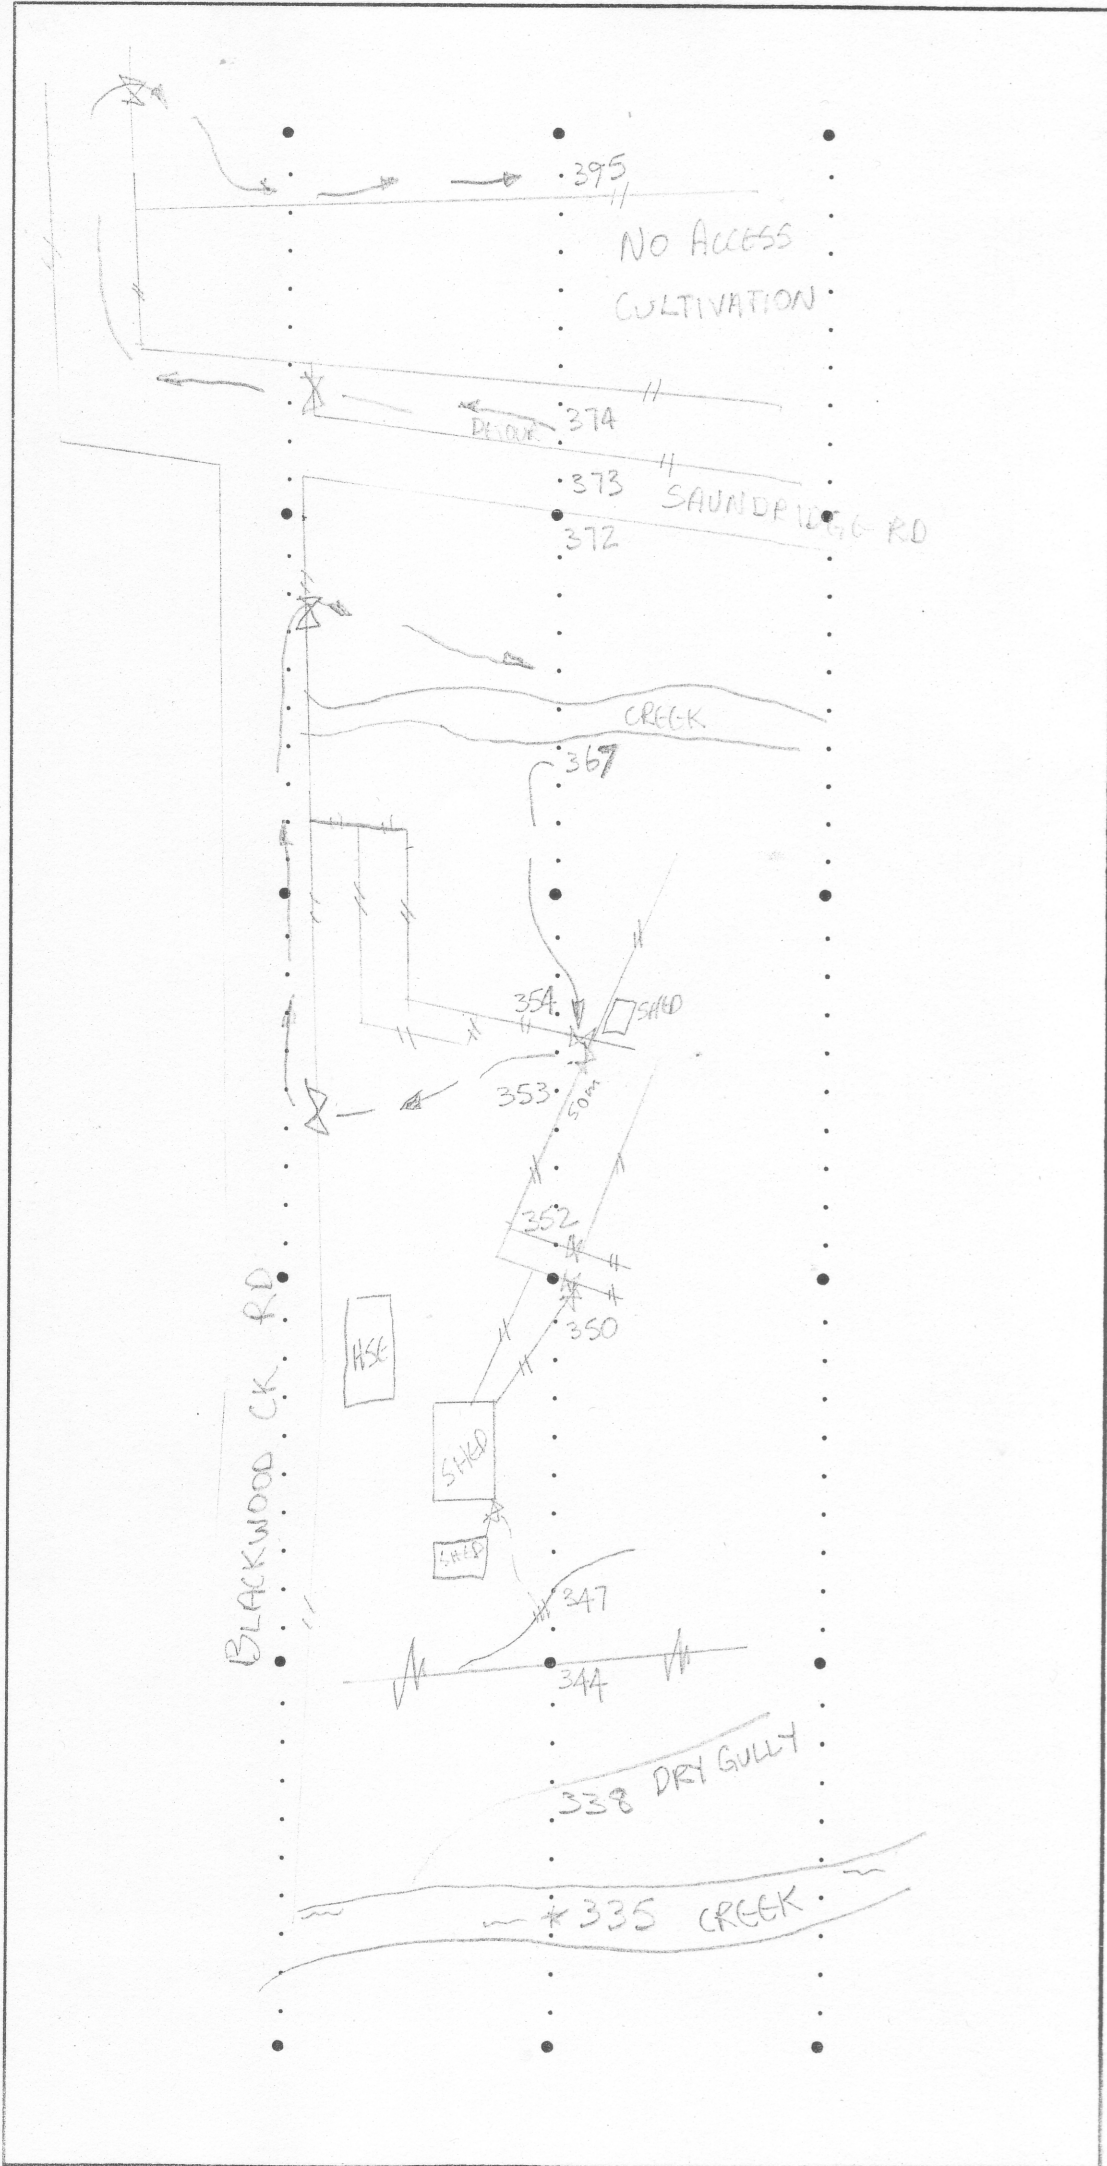 395
NO ACCESS
CULTIVATION
374
DETOUR
373
SAUNDRIDGE RD
372
CREEK
367
354
SHED
353
50m
352
350
HSE
BLACKWOOD CK RD
SHED
SHED
347
344
338 DRY GULLY
335 CREEK